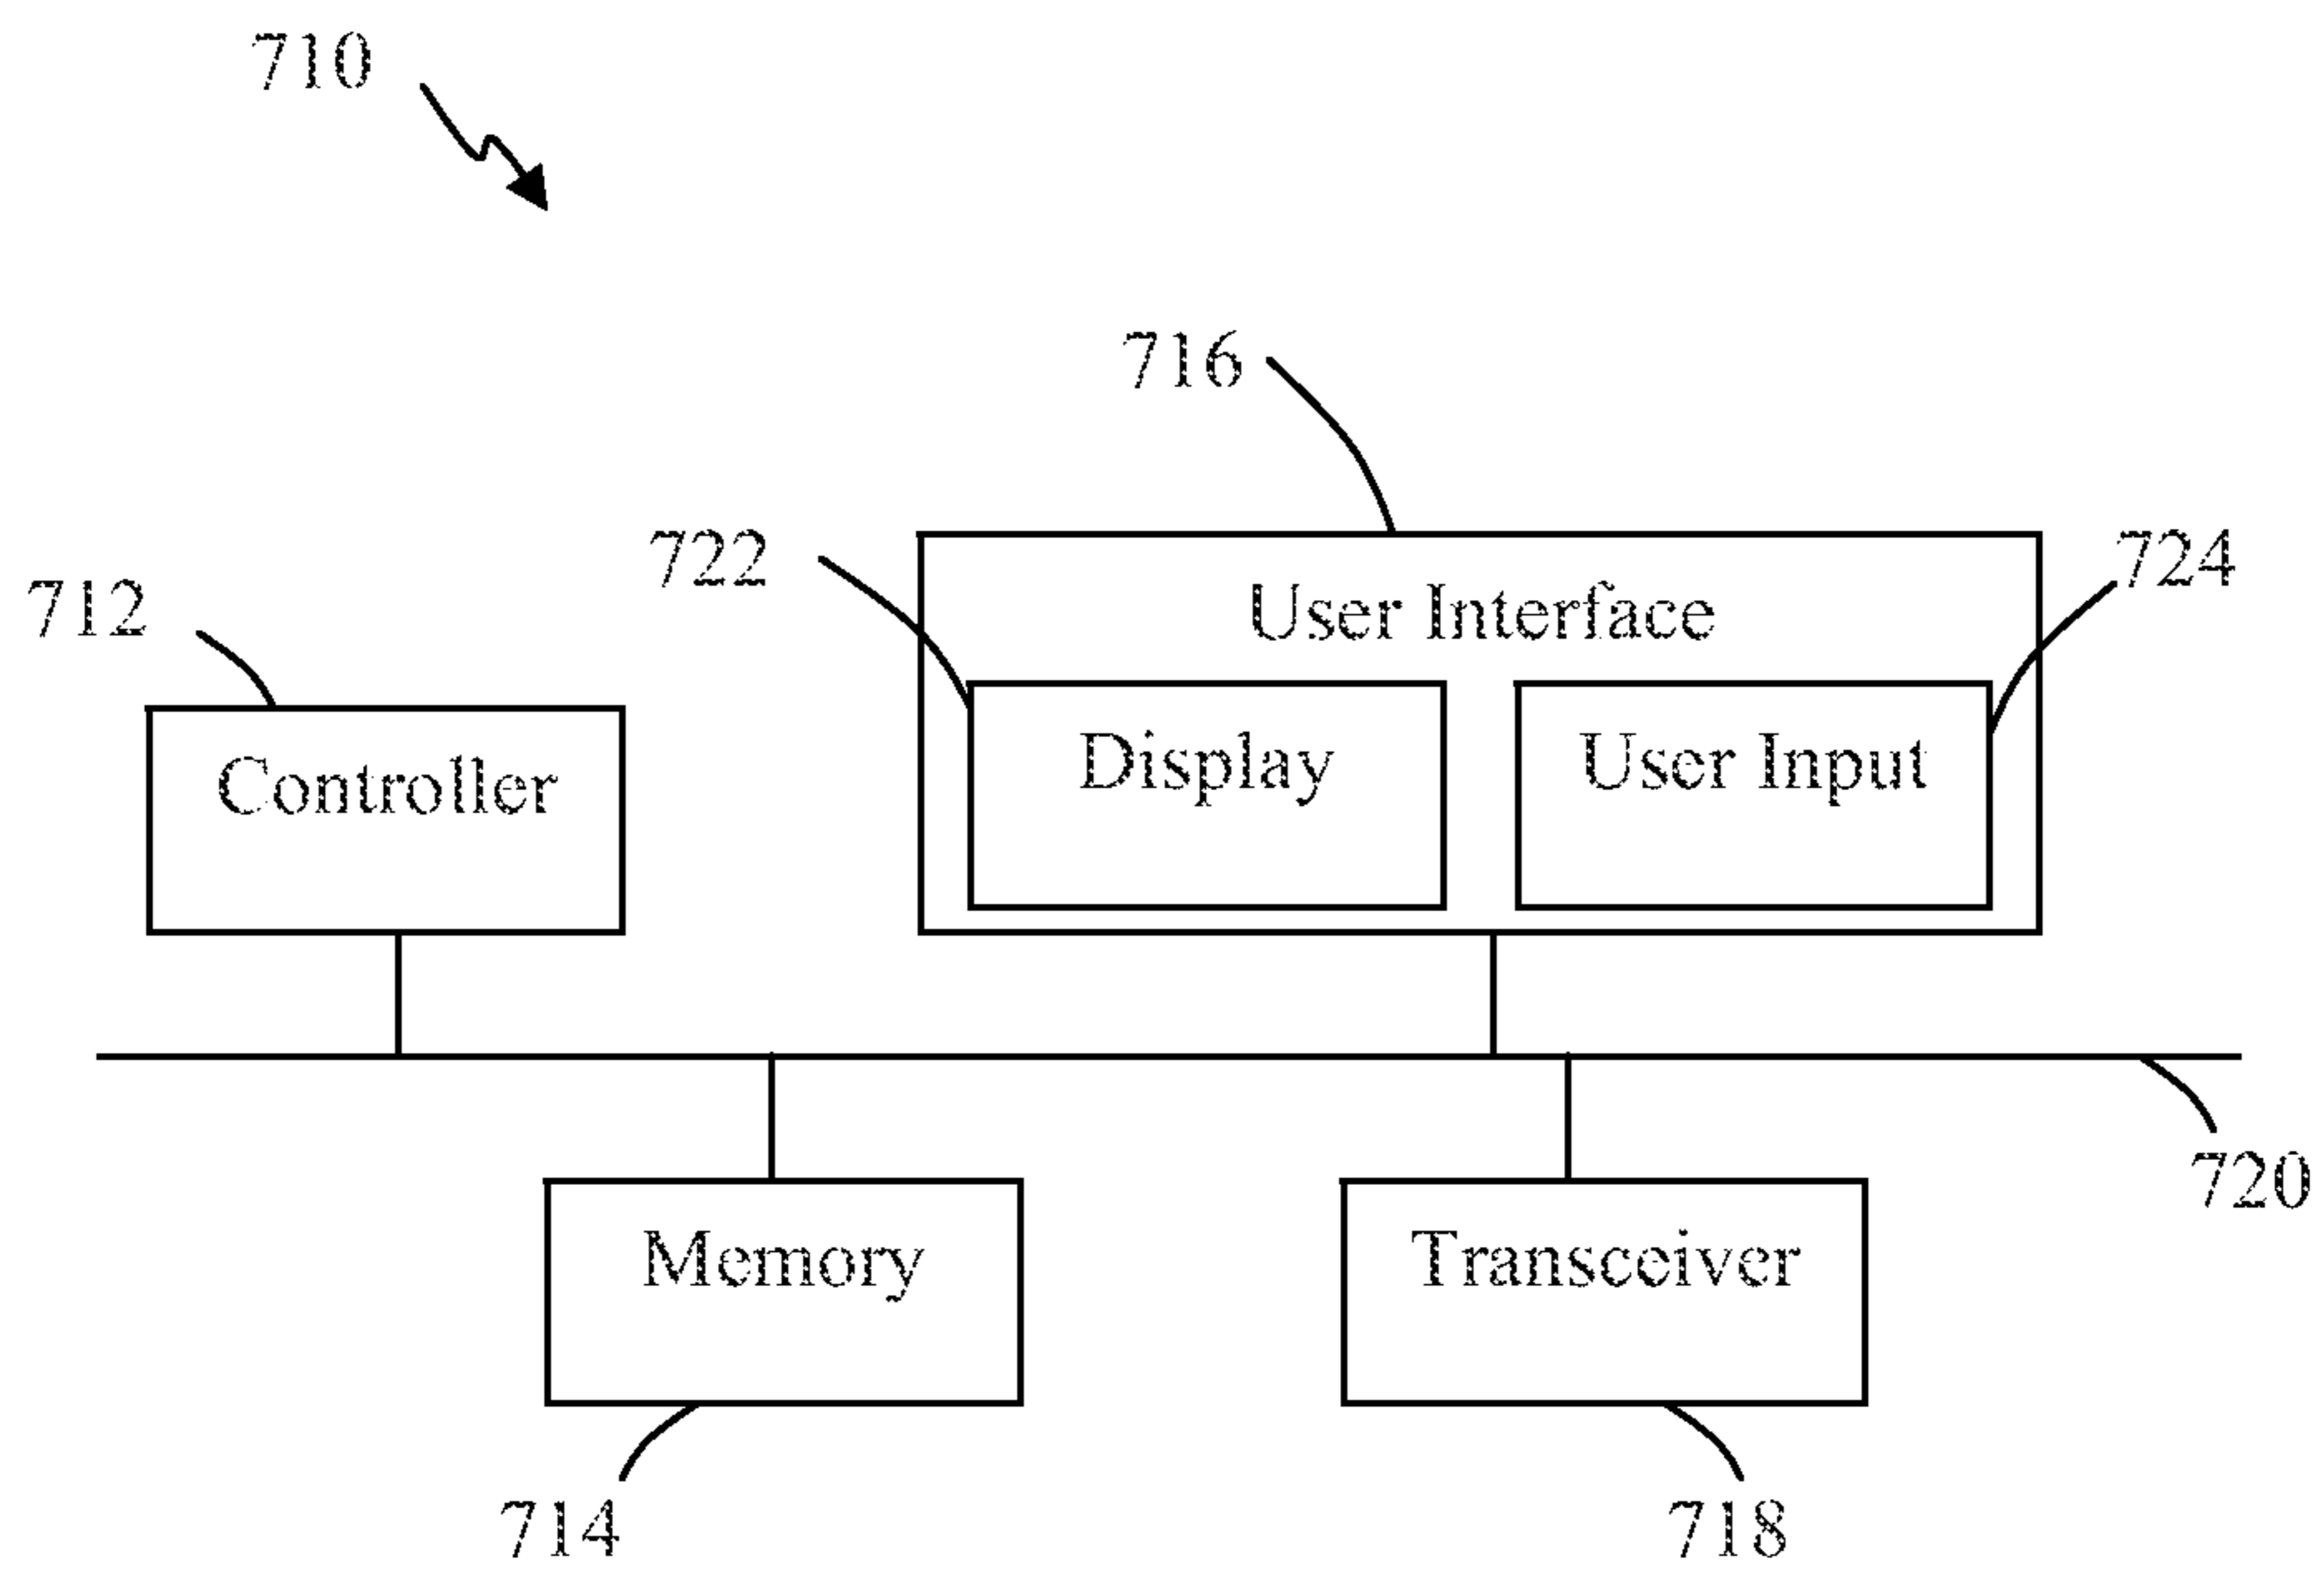 710
716
722
724
712
User Interface
Display
User Input
Controller
720
Memory
Transceiver
714
718